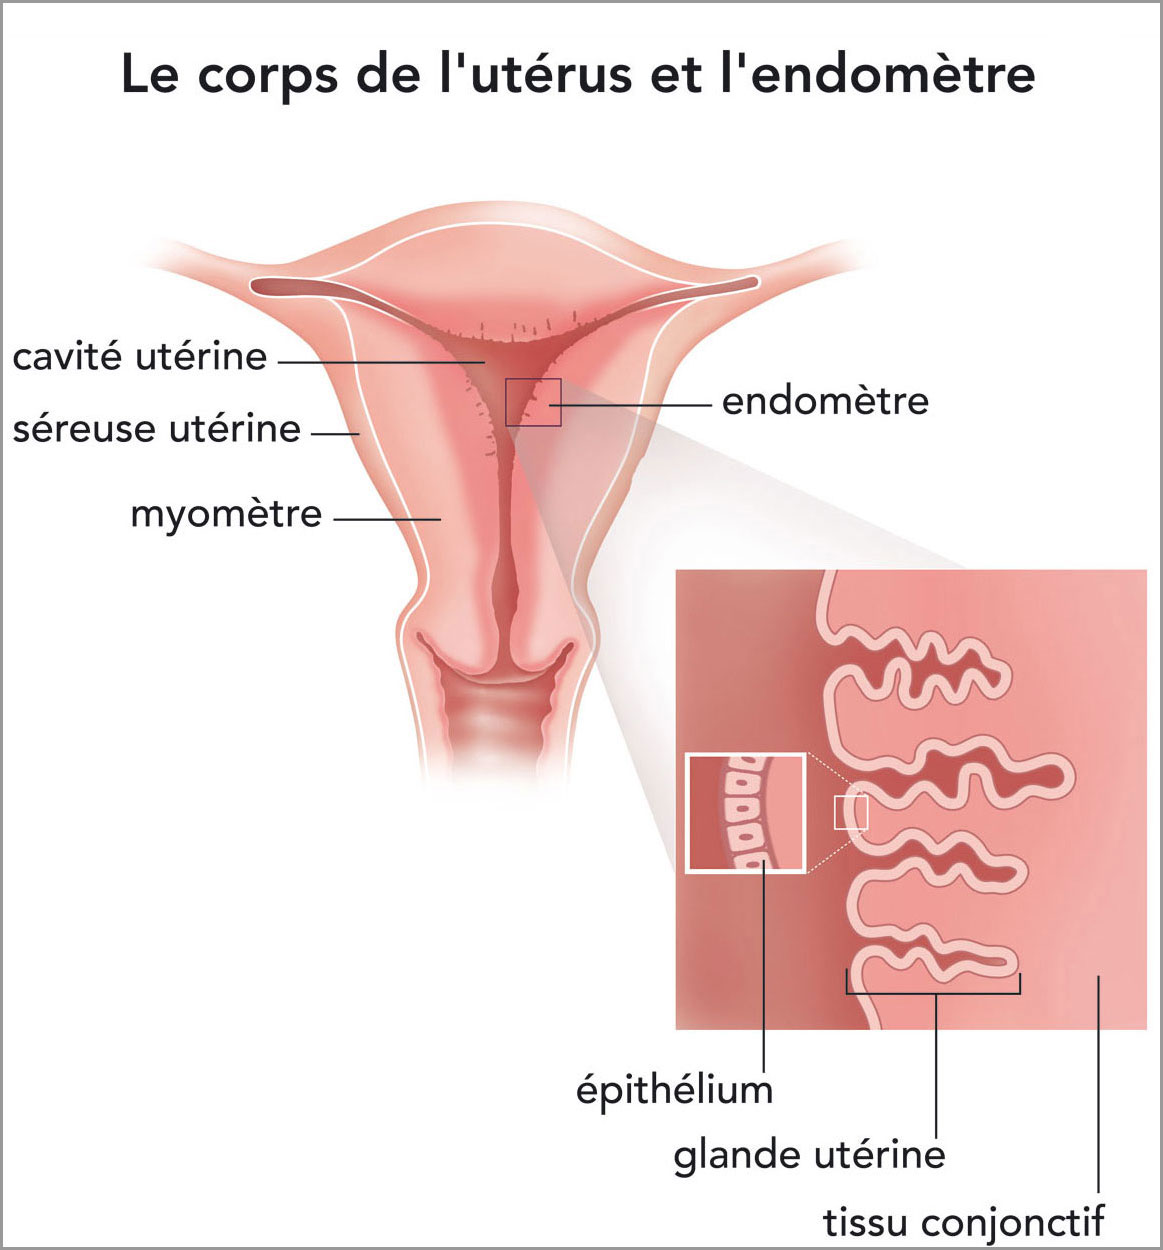 Le corps de l'utérus et l'endomètre
cavité utérine
endomètre
séreuse utérine
myomètre
épithélium
glande utérine
tissu conjonctif